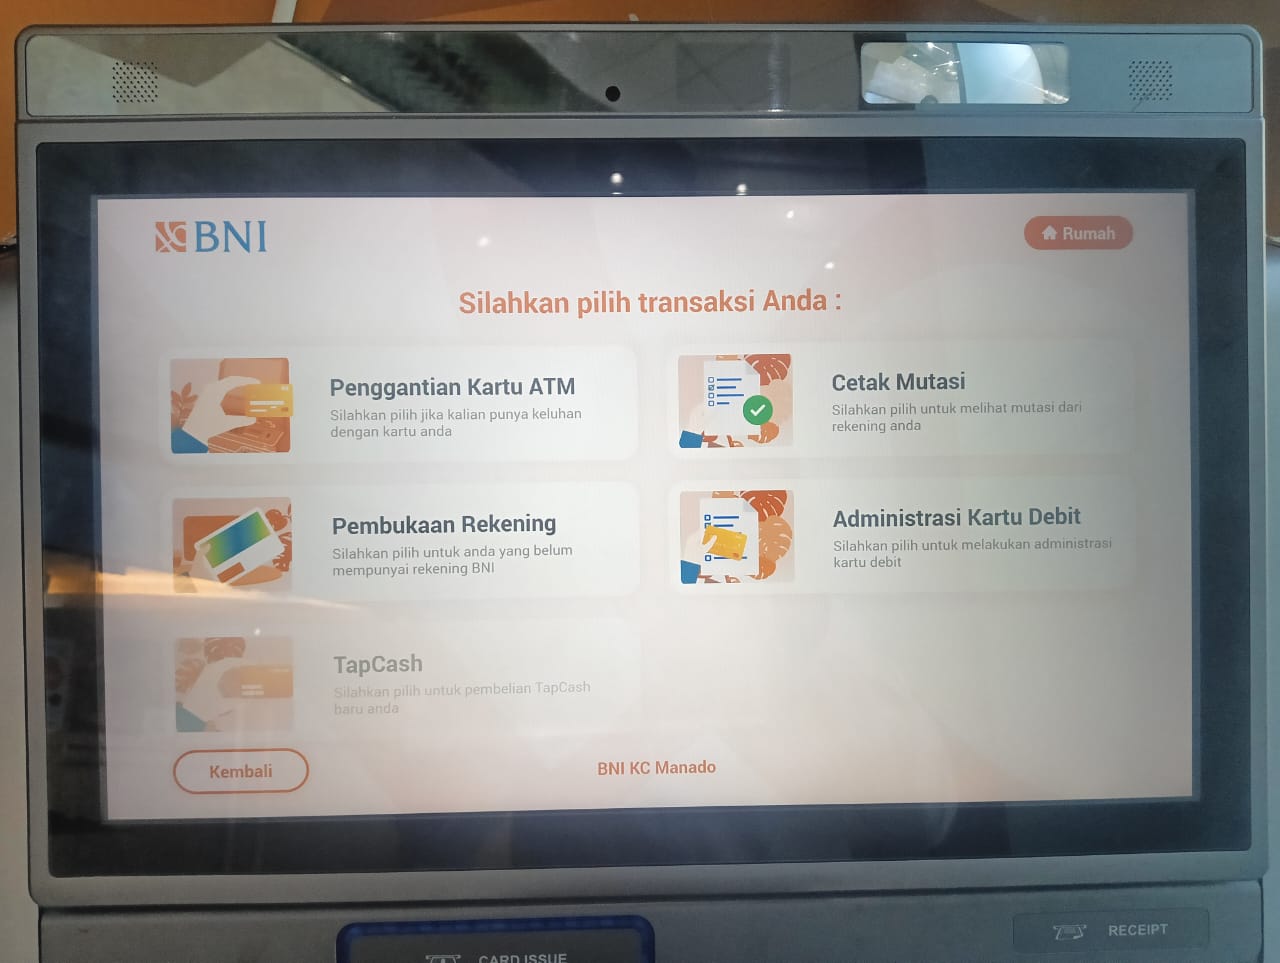 BNI
Rumah
Silahkan pilih transaksi Anda :
Penggantian Kartu ATM
Silahkan pilih jika kalian punya keluhan
dengan kartu anda
Cetak Mutasi
Silahkan pilih untuk melihat mutasi dari
rekening anda
Pembukaan Rekening
Silahkan pilih untuk anda yang belum
mempunyai rekening BNI
Administrasi Kartu Debit
Silahkan pilih untuk melakukan administrasi
kartu debit
TapCash
Silahkan pilih untuk pembelian TapCash
baru anda
Kembali
BNI KC Manado
CARD ISSUE
RECEIPT